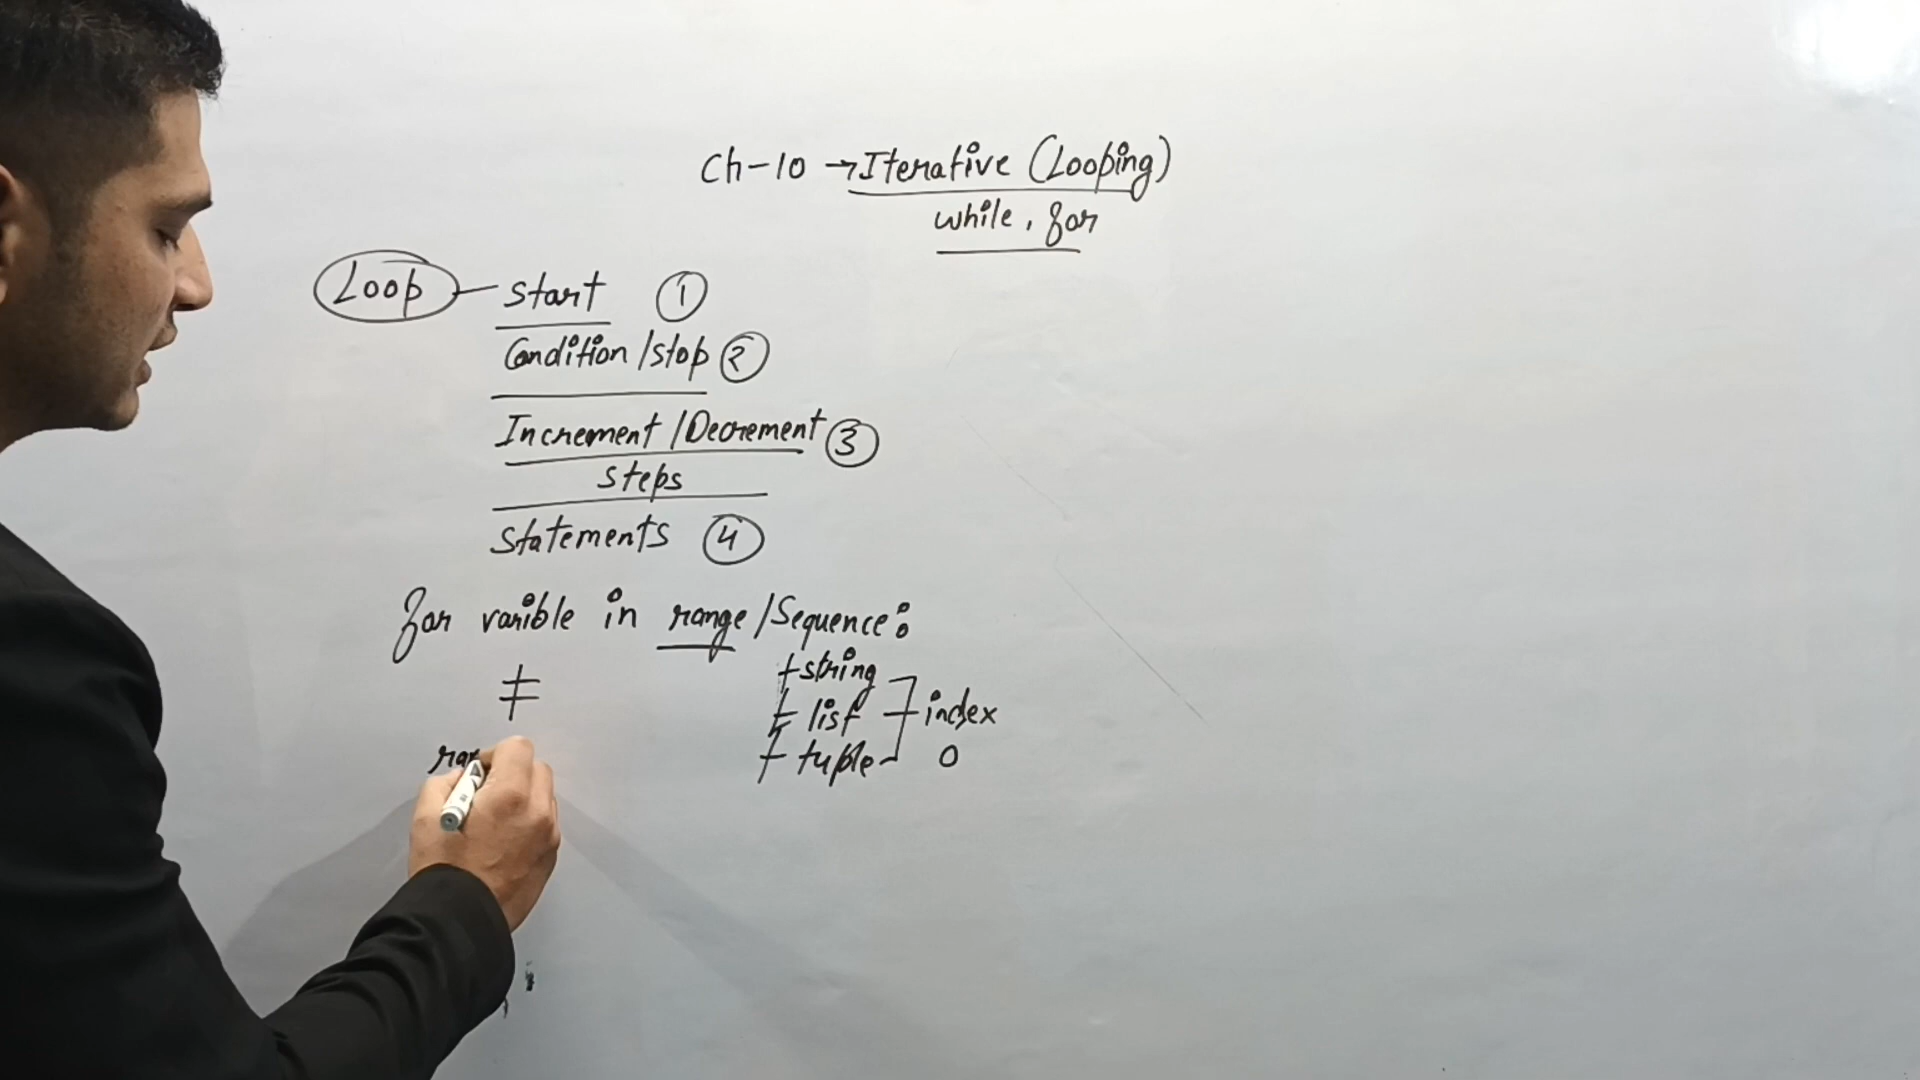 Ch-10 → Iterative (Looping)
while, for
Loop - Start ①
Condition / Stop ②
Increment / Decrement ③
Steps
Statements ④
for varible in range / Sequence:
string
list index
tuple 0
ran